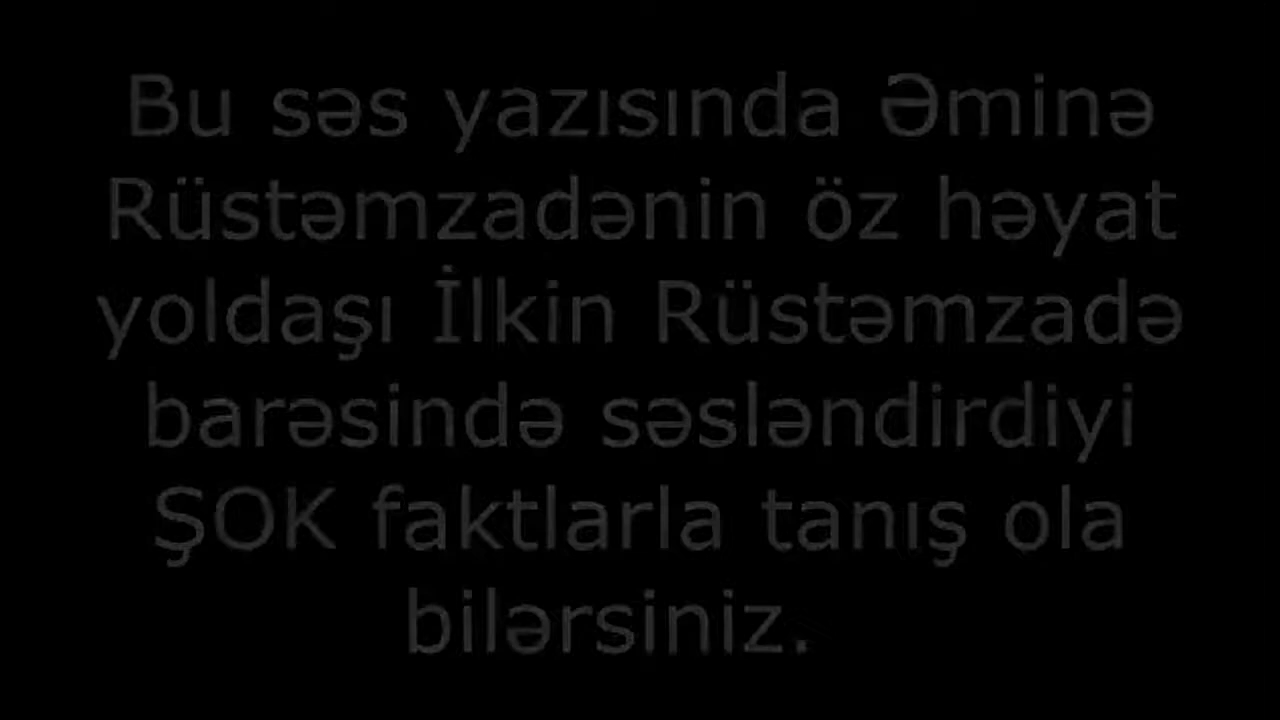 Bu səs yazısında Əminə
Rüstəmzadənin öz həyat
yoldaşı İlkin Rüstəmzadə
barəsində səsləndirdiyi
ŞOK faktlarla tanış ola
bilərsiniz.